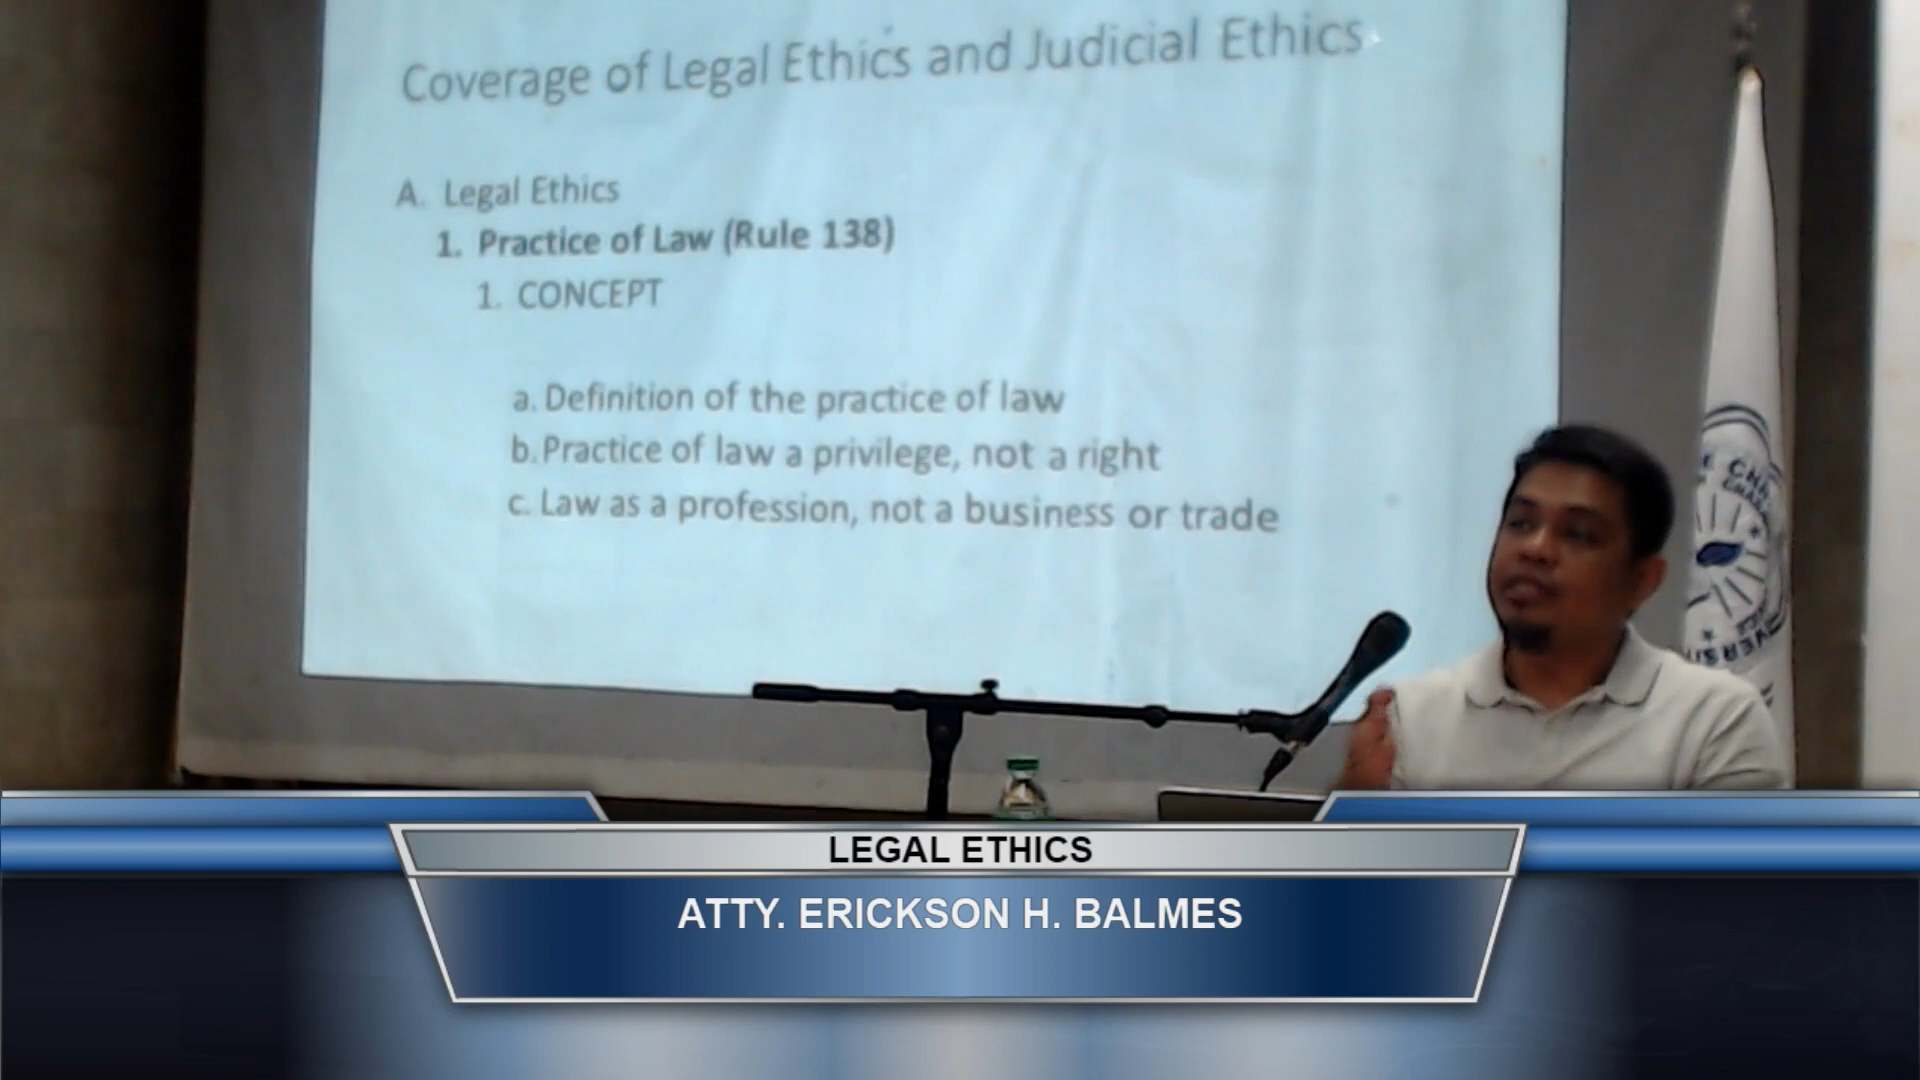 Coverage of Legal Ethics and Judicial Ethics
A. Legal Ethics
1. Practice of Law (Rule 138)
1. CONCEPT
a. Definition of the practice of law
b. Practice of law a privilege, not a right
c. Law as a profession, not a business or trade
LEGAL ETHICS
ATTY. ERICKSON H. BALMES